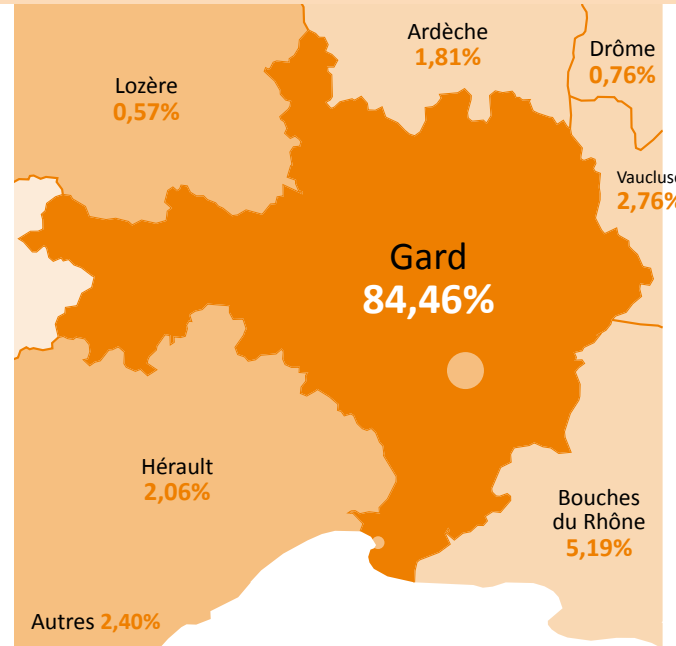 Ardèche
1,81%
Drôme
0,76%
Lozère
0,57%
Vaucluse
2,76%
Gard
84,46%
Hérault
2,06%
Bouches
du Rhône
5,19%
Autres 2,40%